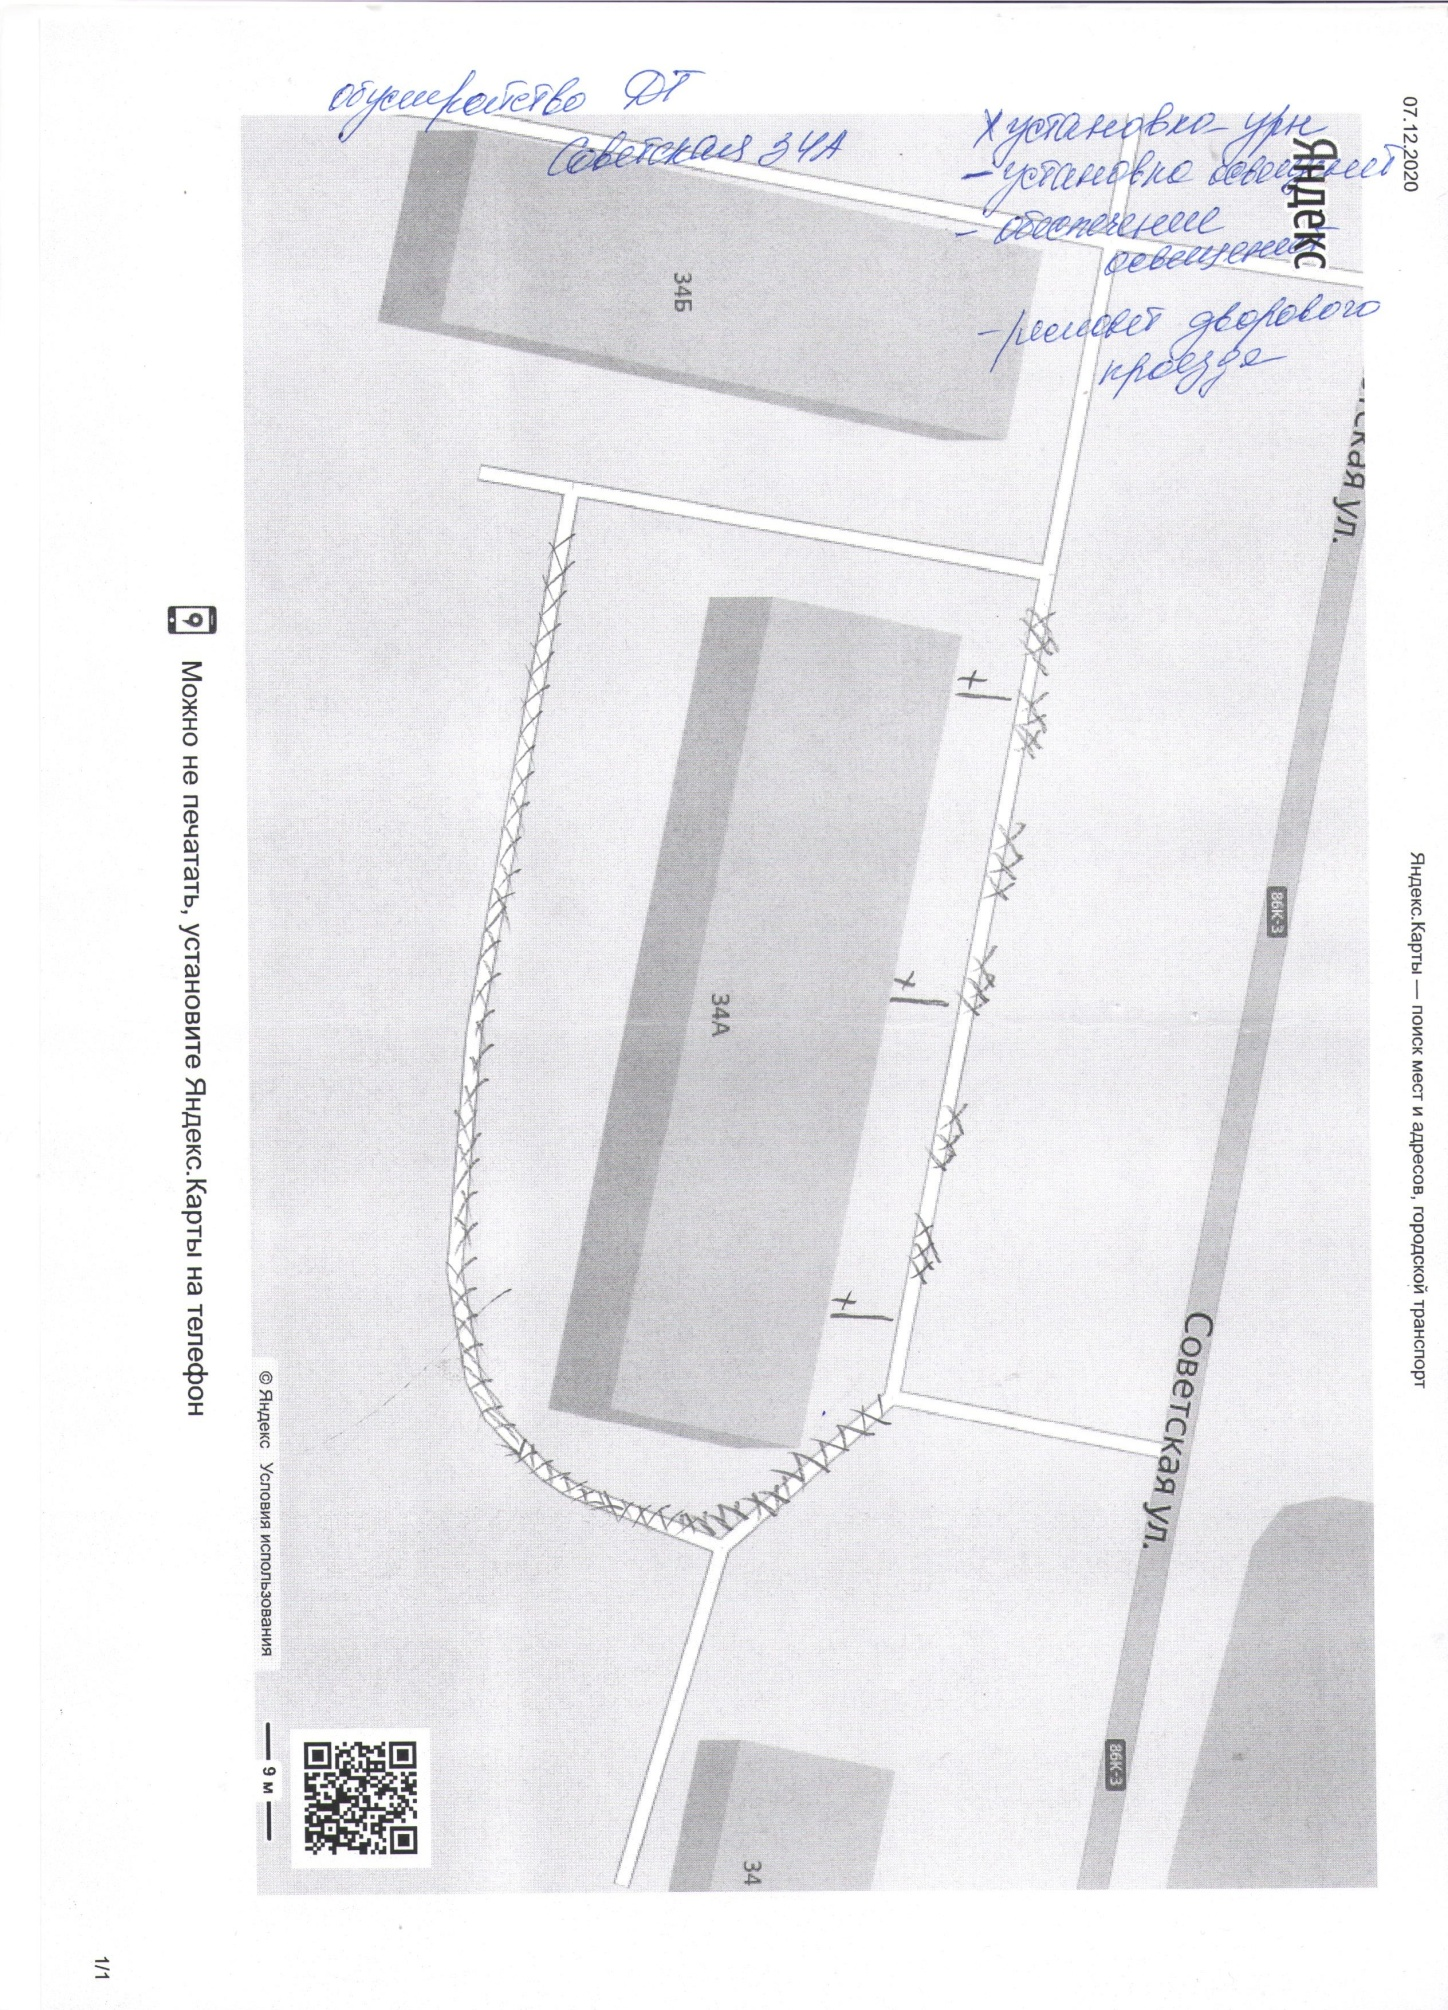 обустройство ДТ
Советская 34А
X установка урн
- установка освещения
- обеспечение
освещения
- ремонт дворового
проезда
07.12.2020
Яндекс.Карты — поиск мест и адресов, городской транспорт
Яндекс
34Б
34А
34
86К-3
Советская ул.
86К-3
тская ул.
© Яндекс Условия использования
9 м
Можно не печатать, установите Яндекс.Карты на телефон
1/1